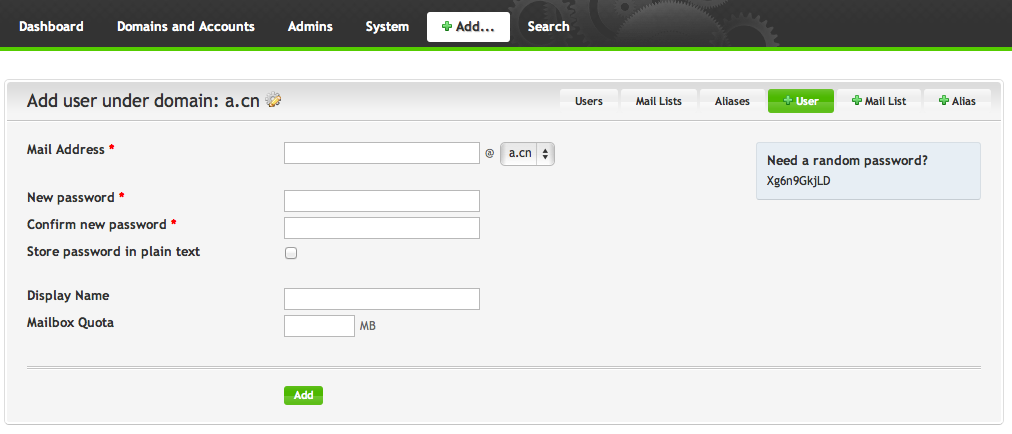 Dashboard Domains and Accounts Admins System Add... Search
Add user under domain: a.cn Users Mail Lists Aliases User Mail List Alias
Mail Address * @ a.cn
Need a random password?
Xg6n9GkjLD
New password *
Confirm new password *
Store password in plain text
Display Name
Mailbox Quota MB
Add